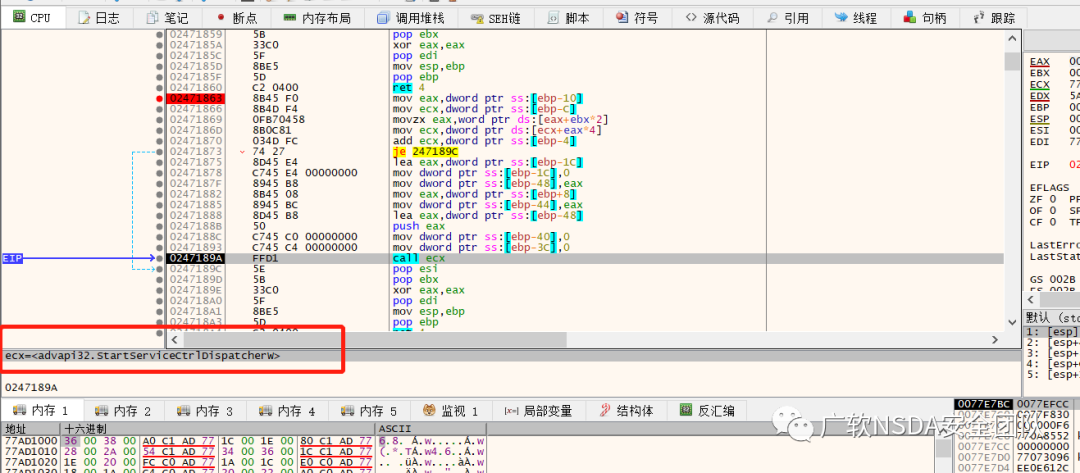 CPU 日志 笔记 断点 内存布局 调用堆栈 SEH链 脚本 符号 源代码 引用 线程 句柄 跟踪
02471859 5B pop ebx
0247185A 33C0 xor eax,eax
0247185C 5F pop edi
0247185D 8BE5 mov esp,ebp
0247185F 5D pop ebp
02471860 C2 0400 ret 4
02471863 8B45 F0 mov eax,dword ptr ss:[ebp-10]
02471866 8B4D F4 mov ecx,dword ptr ss:[ebp-C]
02471869 0FB70458 movzx eax,word ptr ds:[eax+ebx*2]
0247186D 8B0C81 mov ecx,dword ptr ds:[ecx+eax*4]
02471870 034D FC add ecx,dword ptr ss:[ebp-4]
02471873 74 27 je 247189C
02471875 8D45 E4 lea eax,dword ptr ss:[ebp-1C]
02471878 C745 E4 00000000 mov dword ptr ss:[ebp-1C],0
0247187F 8945 B8 mov dword ptr ss:[ebp-48],eax
02471882 8B45 08 mov eax,dword ptr ss:[ebp+8]
02471885 8945 BC mov dword ptr ss:[ebp-44],eax
02471888 8D45 B8 lea eax,dword ptr ss:[ebp-48]
0247188B 50 push eax
0247188C C745 C0 00000000 mov dword ptr ss:[ebp-40],0
02471893 C745 C4 00000000 mov dword ptr ss:[ebp-3C],0
EIP 0247189A FFD1 call ecx
0247189C 5E pop esi
0247189D 5B pop ebx
0247189E 33C0 xor eax,eax
024718A0 5F pop edi
024718A1 8BE5 mov esp,ebp
024718A3 5D pop ebp
EAX 00
EBX 00
ECX 77
EDX 5A
EBP 00
ESP 00
ESI 00
EDI 77
EIP 02
EFLAGS
ZF 0 PF
OF 0 SF
CF 0 TF
LastError
LastStat
GS 002B
默认 (std
1: [esp]
2: [esp+
3: [esp+
4: [esp+
5: [esp+
ecx=<advapi32.StartServiceCtrlDispatcherW>
0247189A
内存 1 内存 2 内存 3 内存 4 内存 5 监视 1 局部变量 结构体 反汇编
地址 十六进制 ASCII
77AD1000 36 00 38 00 A0 C1 AD 77 1C 00 1E 00 80 C1 AD 77 6.8. Á.w.....Á.w
77AD1010 28 00 2A 00 54 C1 AD 77 34 00 36 00 1C C1 AD 77 (.*.TÁ.w4.6..Á.w
77AD1020 1E 00 20 00 FC C0 AD 77 1A 00 1C 00 E0 C0 AD 77 .. .üÀ.w....àÀ.w
0077E7BC 0077EFCC
77073096
EE0E612C
广软NSDA安全团队